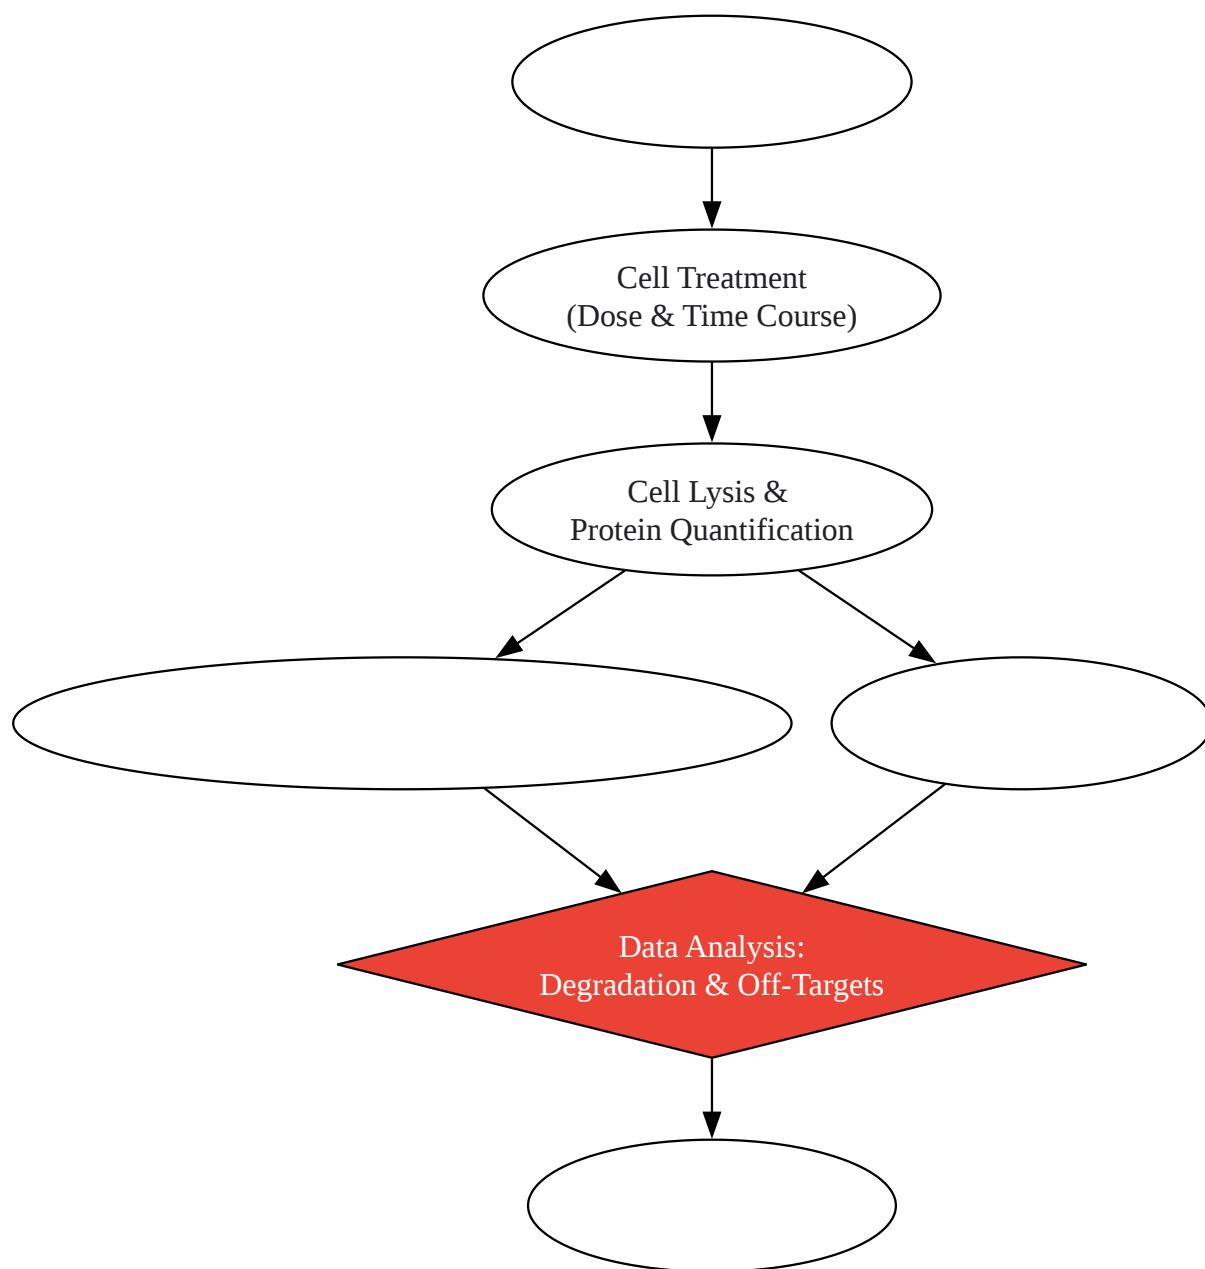 Cell Treatment
(Dose & Time Course)
Cell Lysis &
Protein Quantification
Data Analysis:
Degradation & Off-Targets